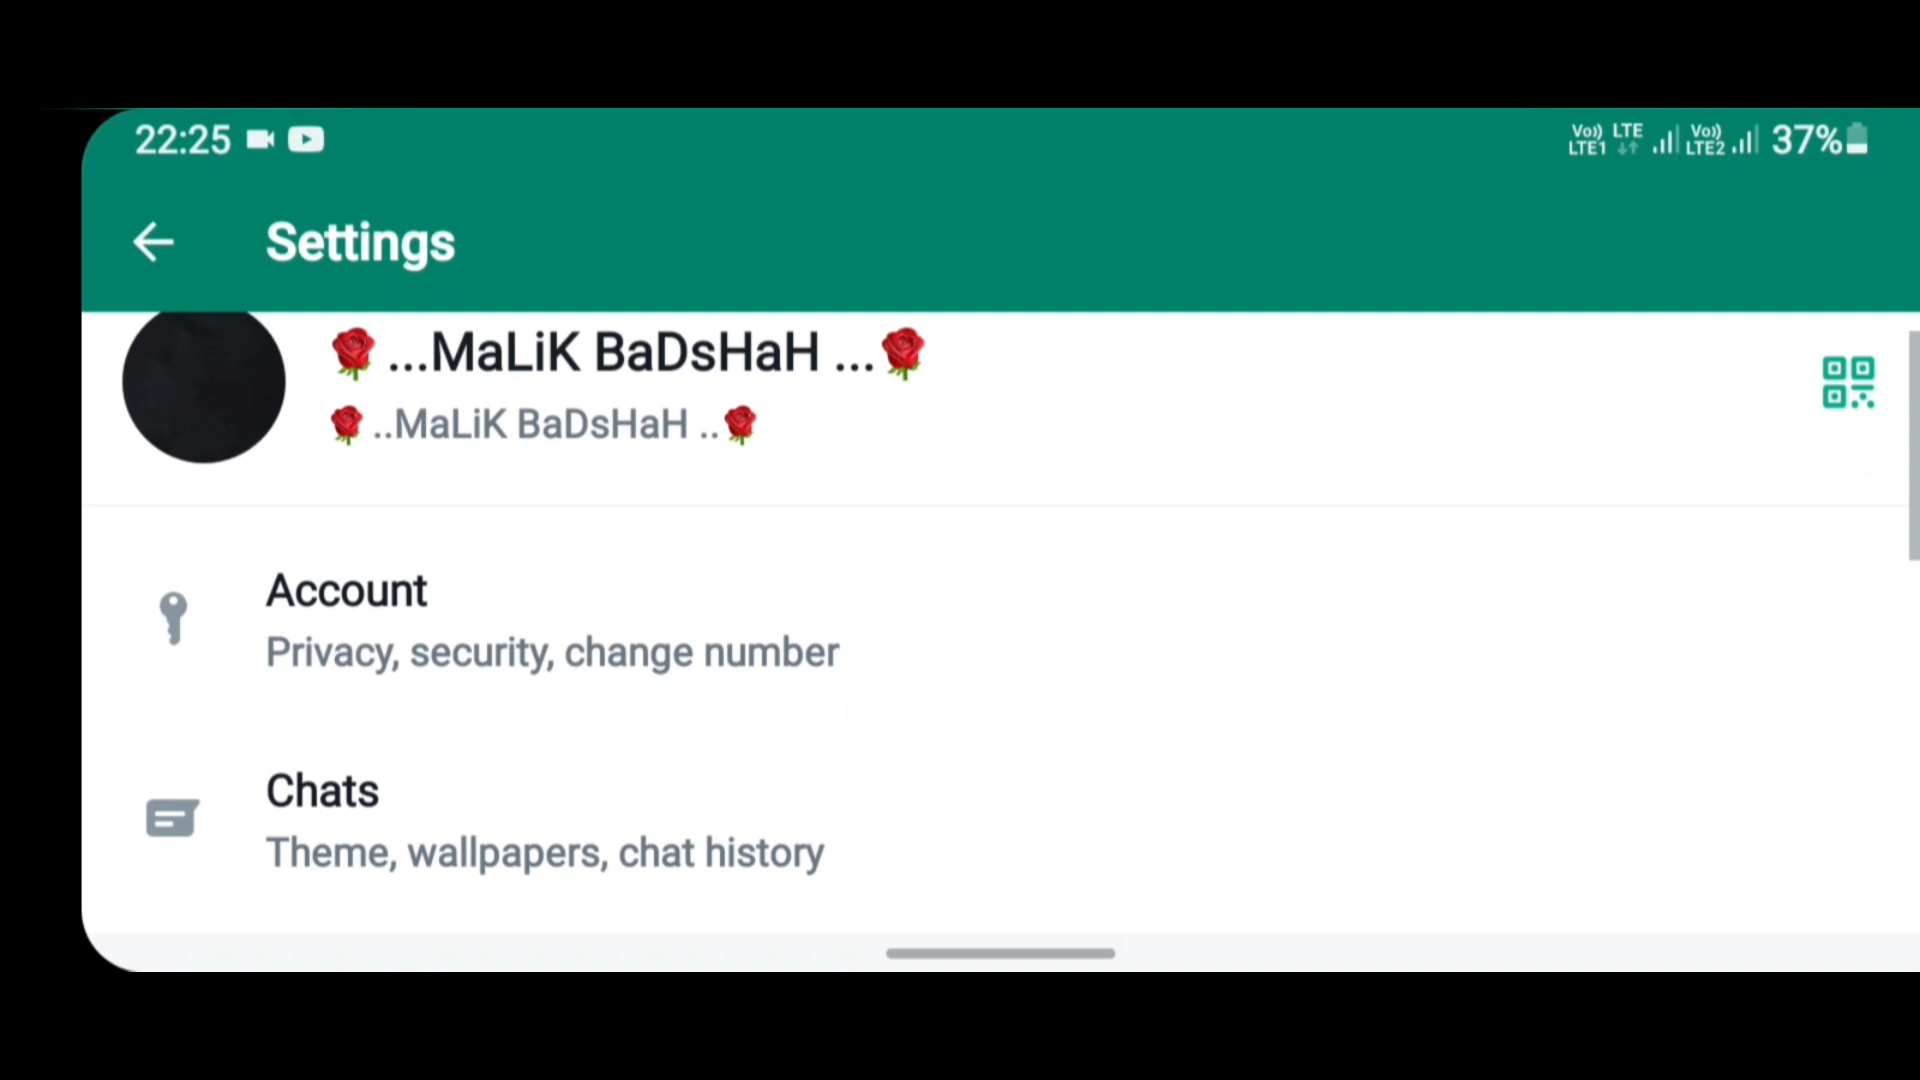 22:25 Vo)) LTE1 LTE Vo)) LTE2 37%
Settings
🌹...MaLiK BaDsHaH ...🌹
🌹..MaLiK BaDsHaH ..🌹
Account
Privacy, security, change number
Chats
Theme, wallpapers, chat history